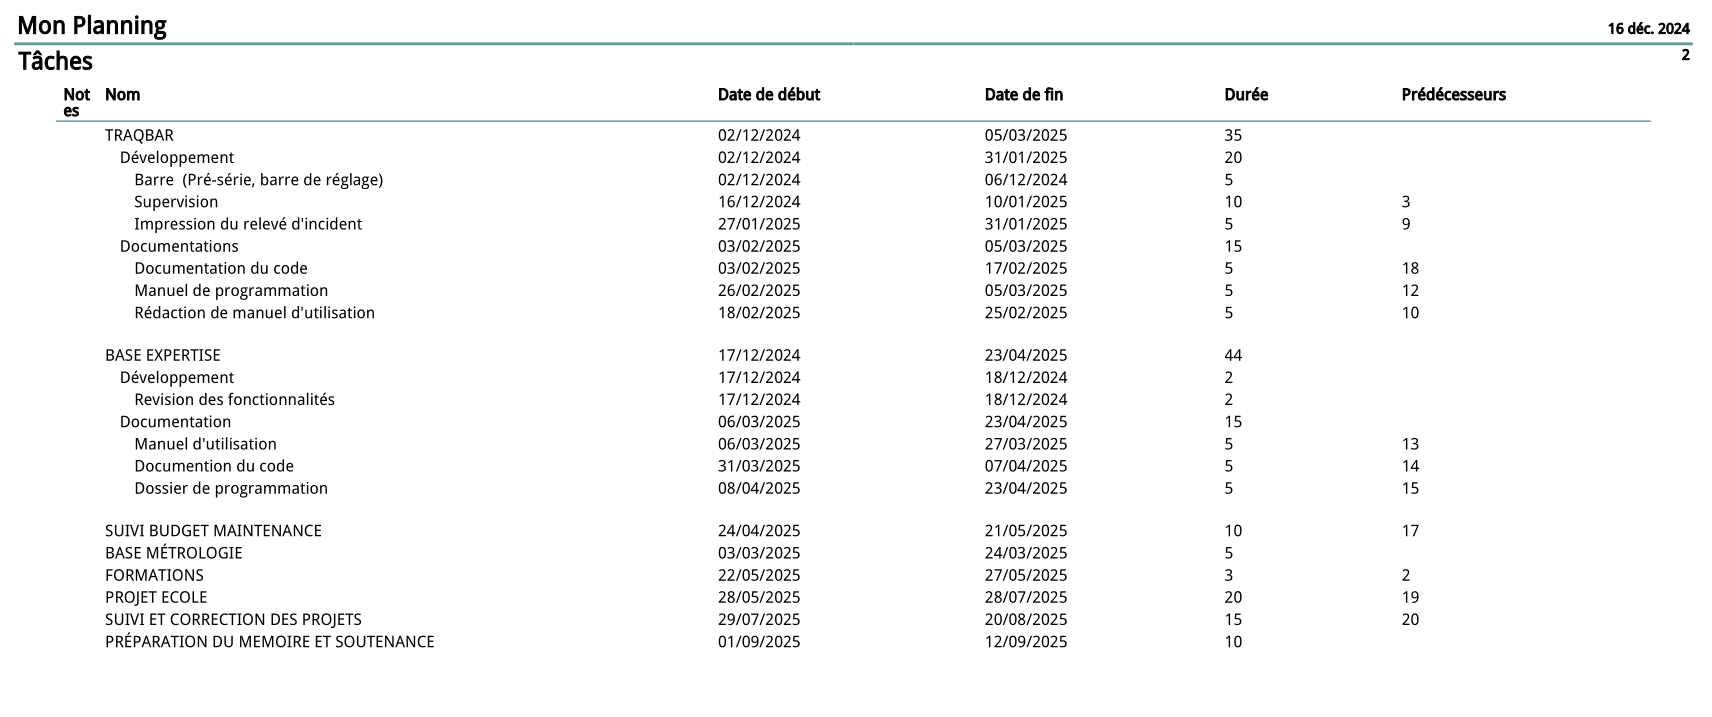 Mon Planning 16 déc. 2024
Tâches 2
Notes Nom Date de début Date de fin Durée Prédécesseurs
TRAQBAR 02/12/2024 05/03/2025 35
Développement 02/12/2024 31/01/2025 20
Barre (Pré-série, barre de réglage) 02/12/2024 06/12/2024 5
Supervision 16/12/2024 10/01/2025 10 3
Impression du relevé d'incident 27/01/2025 31/01/2025 5 9
Documentations 03/02/2025 05/03/2025 15
Documentation du code 03/02/2025 17/02/2025 5 18
Manuel de programmation 26/02/2025 05/03/2025 5 12
Rédaction de manuel d'utilisation 18/02/2025 25/02/2025 5 10
BASE EXPERTISE 17/12/2024 23/04/2025 44
Développement 17/12/2024 18/12/2024 2
Revision des fonctionnalités 17/12/2024 18/12/2024 2
Documentation 06/03/2025 23/04/2025 15
Manuel d'utilisation 06/03/2025 27/03/2025 5 13
Documention du code 31/03/2025 07/04/2025 5 14
Dossier de programmation 08/04/2025 23/04/2025 5 15
SUIVI BUDGET MAINTENANCE 24/04/2025 21/05/2025 10 17
BASE MÉTROLOGIE 03/03/2025 24/03/2025 5
FORMATIONS 22/05/2025 27/05/2025 3 2
PROJET ECOLE 28/05/2025 28/07/2025 20 19
SUIVI ET CORRECTION DES PROJETS 29/07/2025 20/08/2025 15 20
PRÉPARATION DU MEMOIRE ET SOUTENANCE 01/09/2025 12/09/2025 10